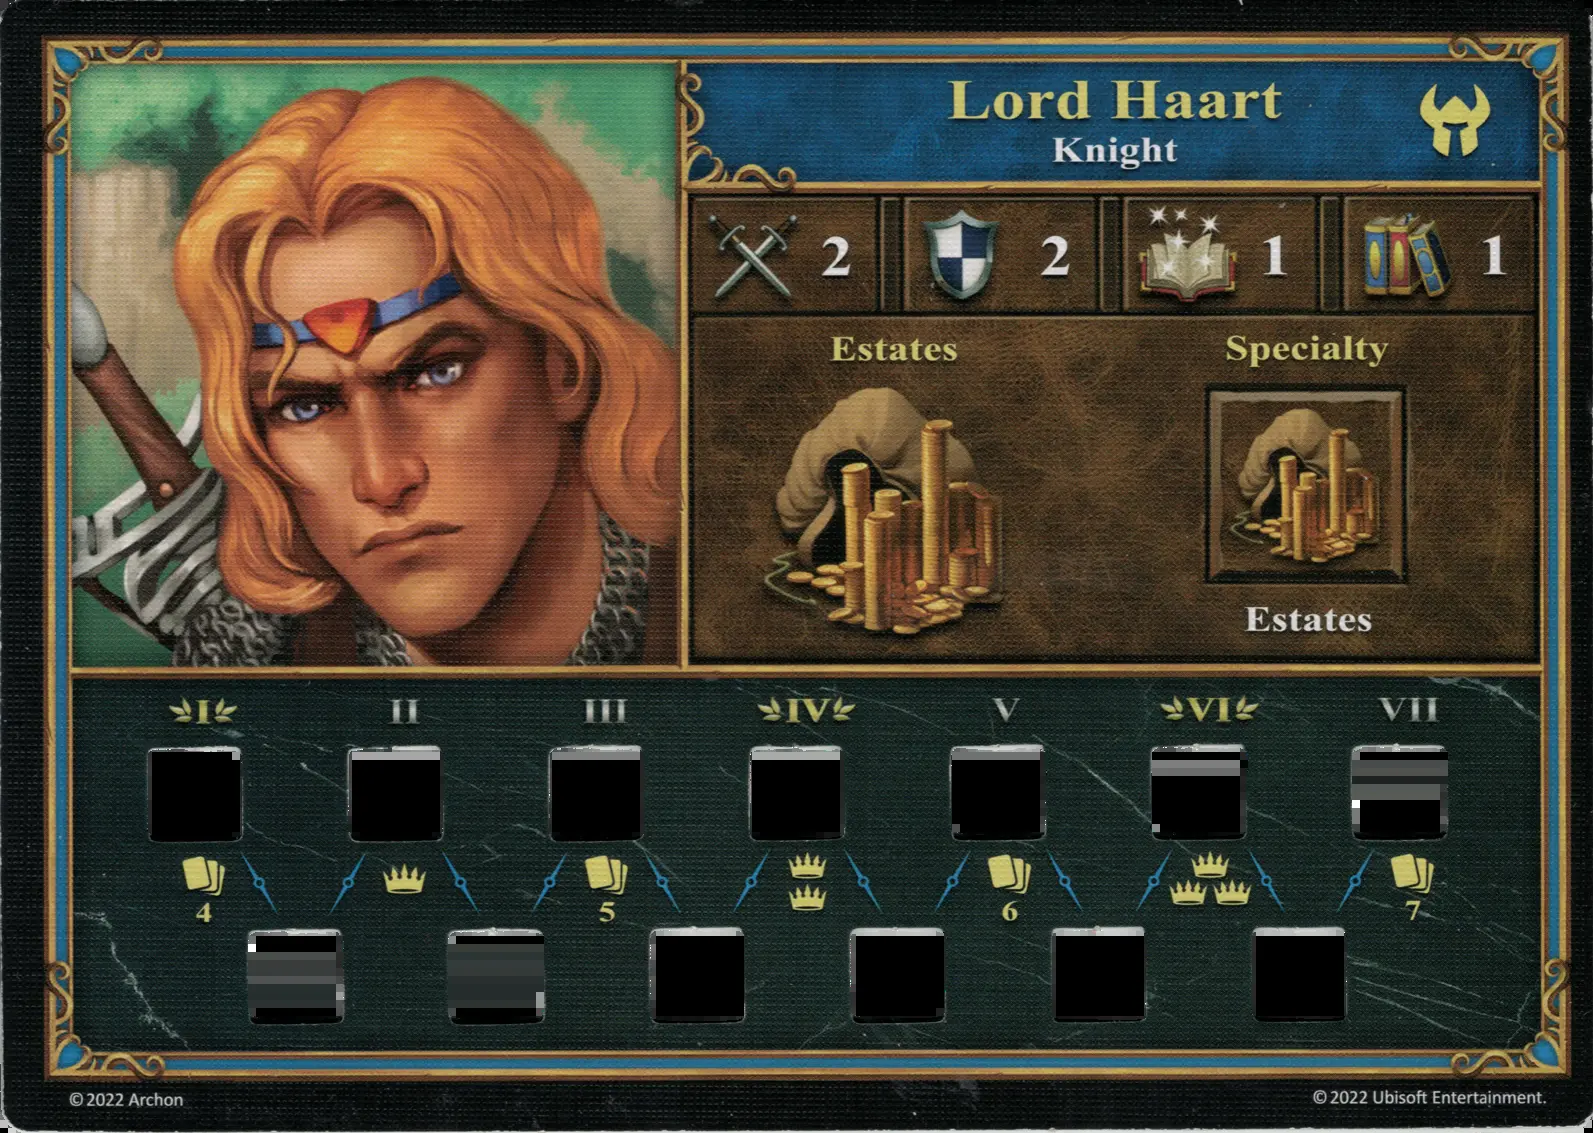 Lord Haart
Knight
2 2 1 1
Estates Specialty
Estates
I II III IV V VI VII
4 5 6 7
© 2022 Archon © 2022 Ubisoft Entertainment.